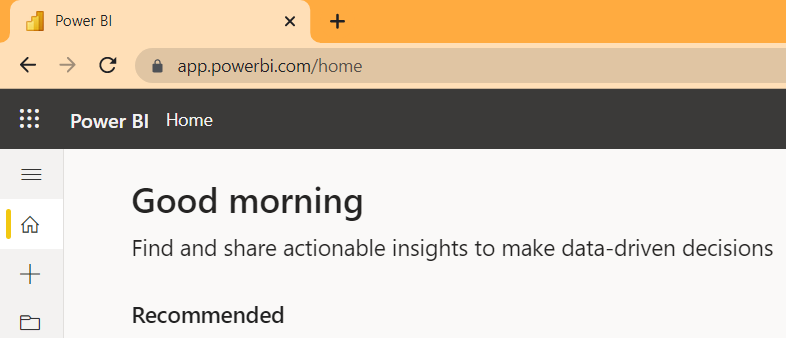 Power BI
app.powerbi.com/home
Power BI Home
Good morning
Find and share actionable insights to make data-driven decisions
Recommended